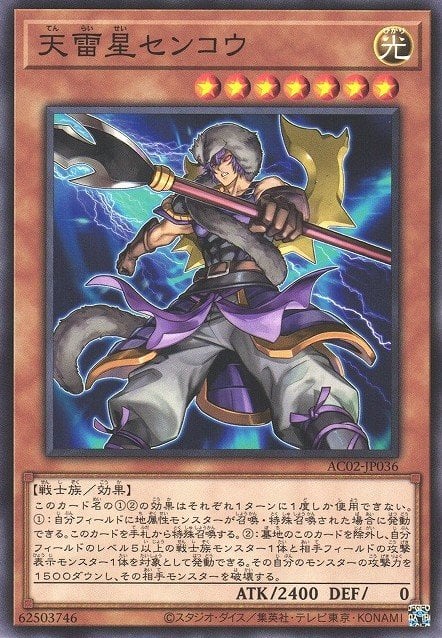 天雷星センコウ
光
AC02-JP036
【戦士族/効果】
このカード名の①②の効果はそれぞれ1ターンに1度しか使用できない。
①:自分フィールドに地属性モンスターが召喚・特殊召喚された場合に発動
できる。このカードを手札から特殊召喚する。②:墓地のこのカードを除外し、自分
フィールドのレベル5以上の戦士族モンスター1体と相手フィールドの攻撃
表示モンスター1体を対象として発動できる。その自分のモンスターの攻撃力を
1500ダウンし、その相手モンスターを破壊する。
ATK/2400 DEF/ 0
62503746
©スタジオ・ダイス/集英社・テレビ東京・KONAMI